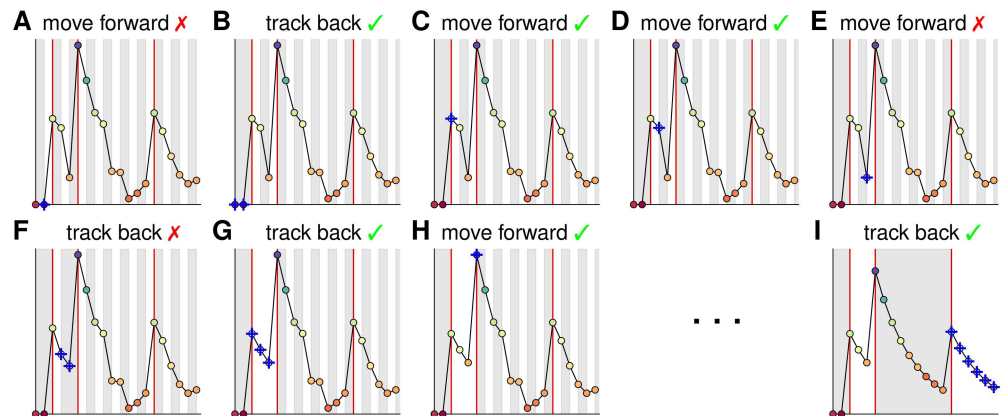 A move forward ✗
B track back ✓
C move forward ✓
D move forward ✓
E move forward ✗
F track back ✗
G track back ✓
H move forward ✓
. . .
I track back ✓